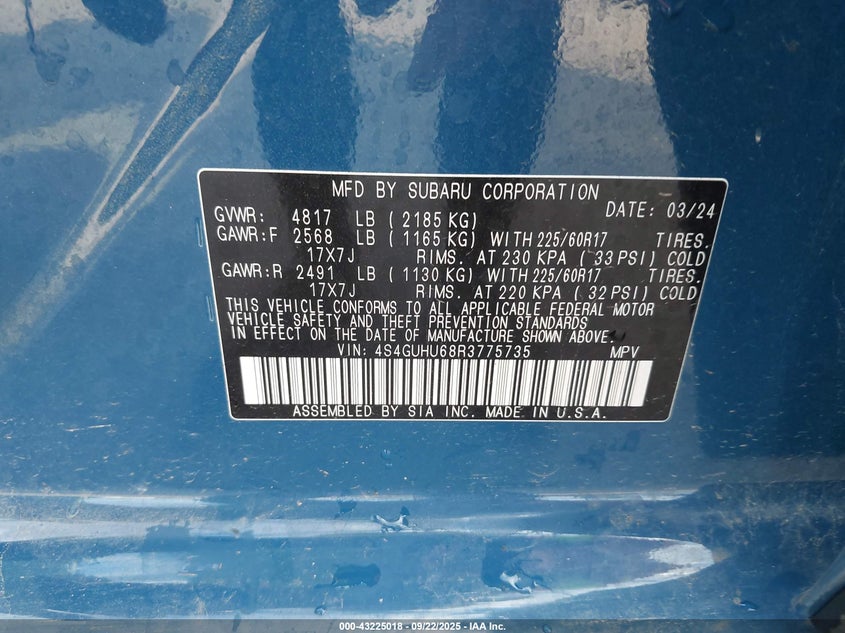 MFD BY SUBARU CORPORATION
GVWR: 4817 LB (2185 KG) DATE: 03/24
GAWR:F 2568 LB (1165 KG) WITH 225/60R17 TIRES.
17X7J RIMS. AT 230 KPA (33 PSI) COLD
GAWR:R 2491 LB (1130 KG) WITH 225/60R17 TIRES.
17X7J RIMS. AT 220 KPA (32 PSI) COLD
THIS VEHICLE CONFORMS TO ALL APPLICABLE FEDERAL MOTOR
VEHICLE SAFETY AND THEFT PREVENTION STANDARDS
IN EFFECT ON THE DATE OF MANUFACTURE SHOWN ABOVE.
VIN: 4S4GUHU68R3775735 MPV
ASSEMBLED BY SIA INC. MADE IN U.S.A.
000-43225018 - 09/22/2025 - IAA Inc.